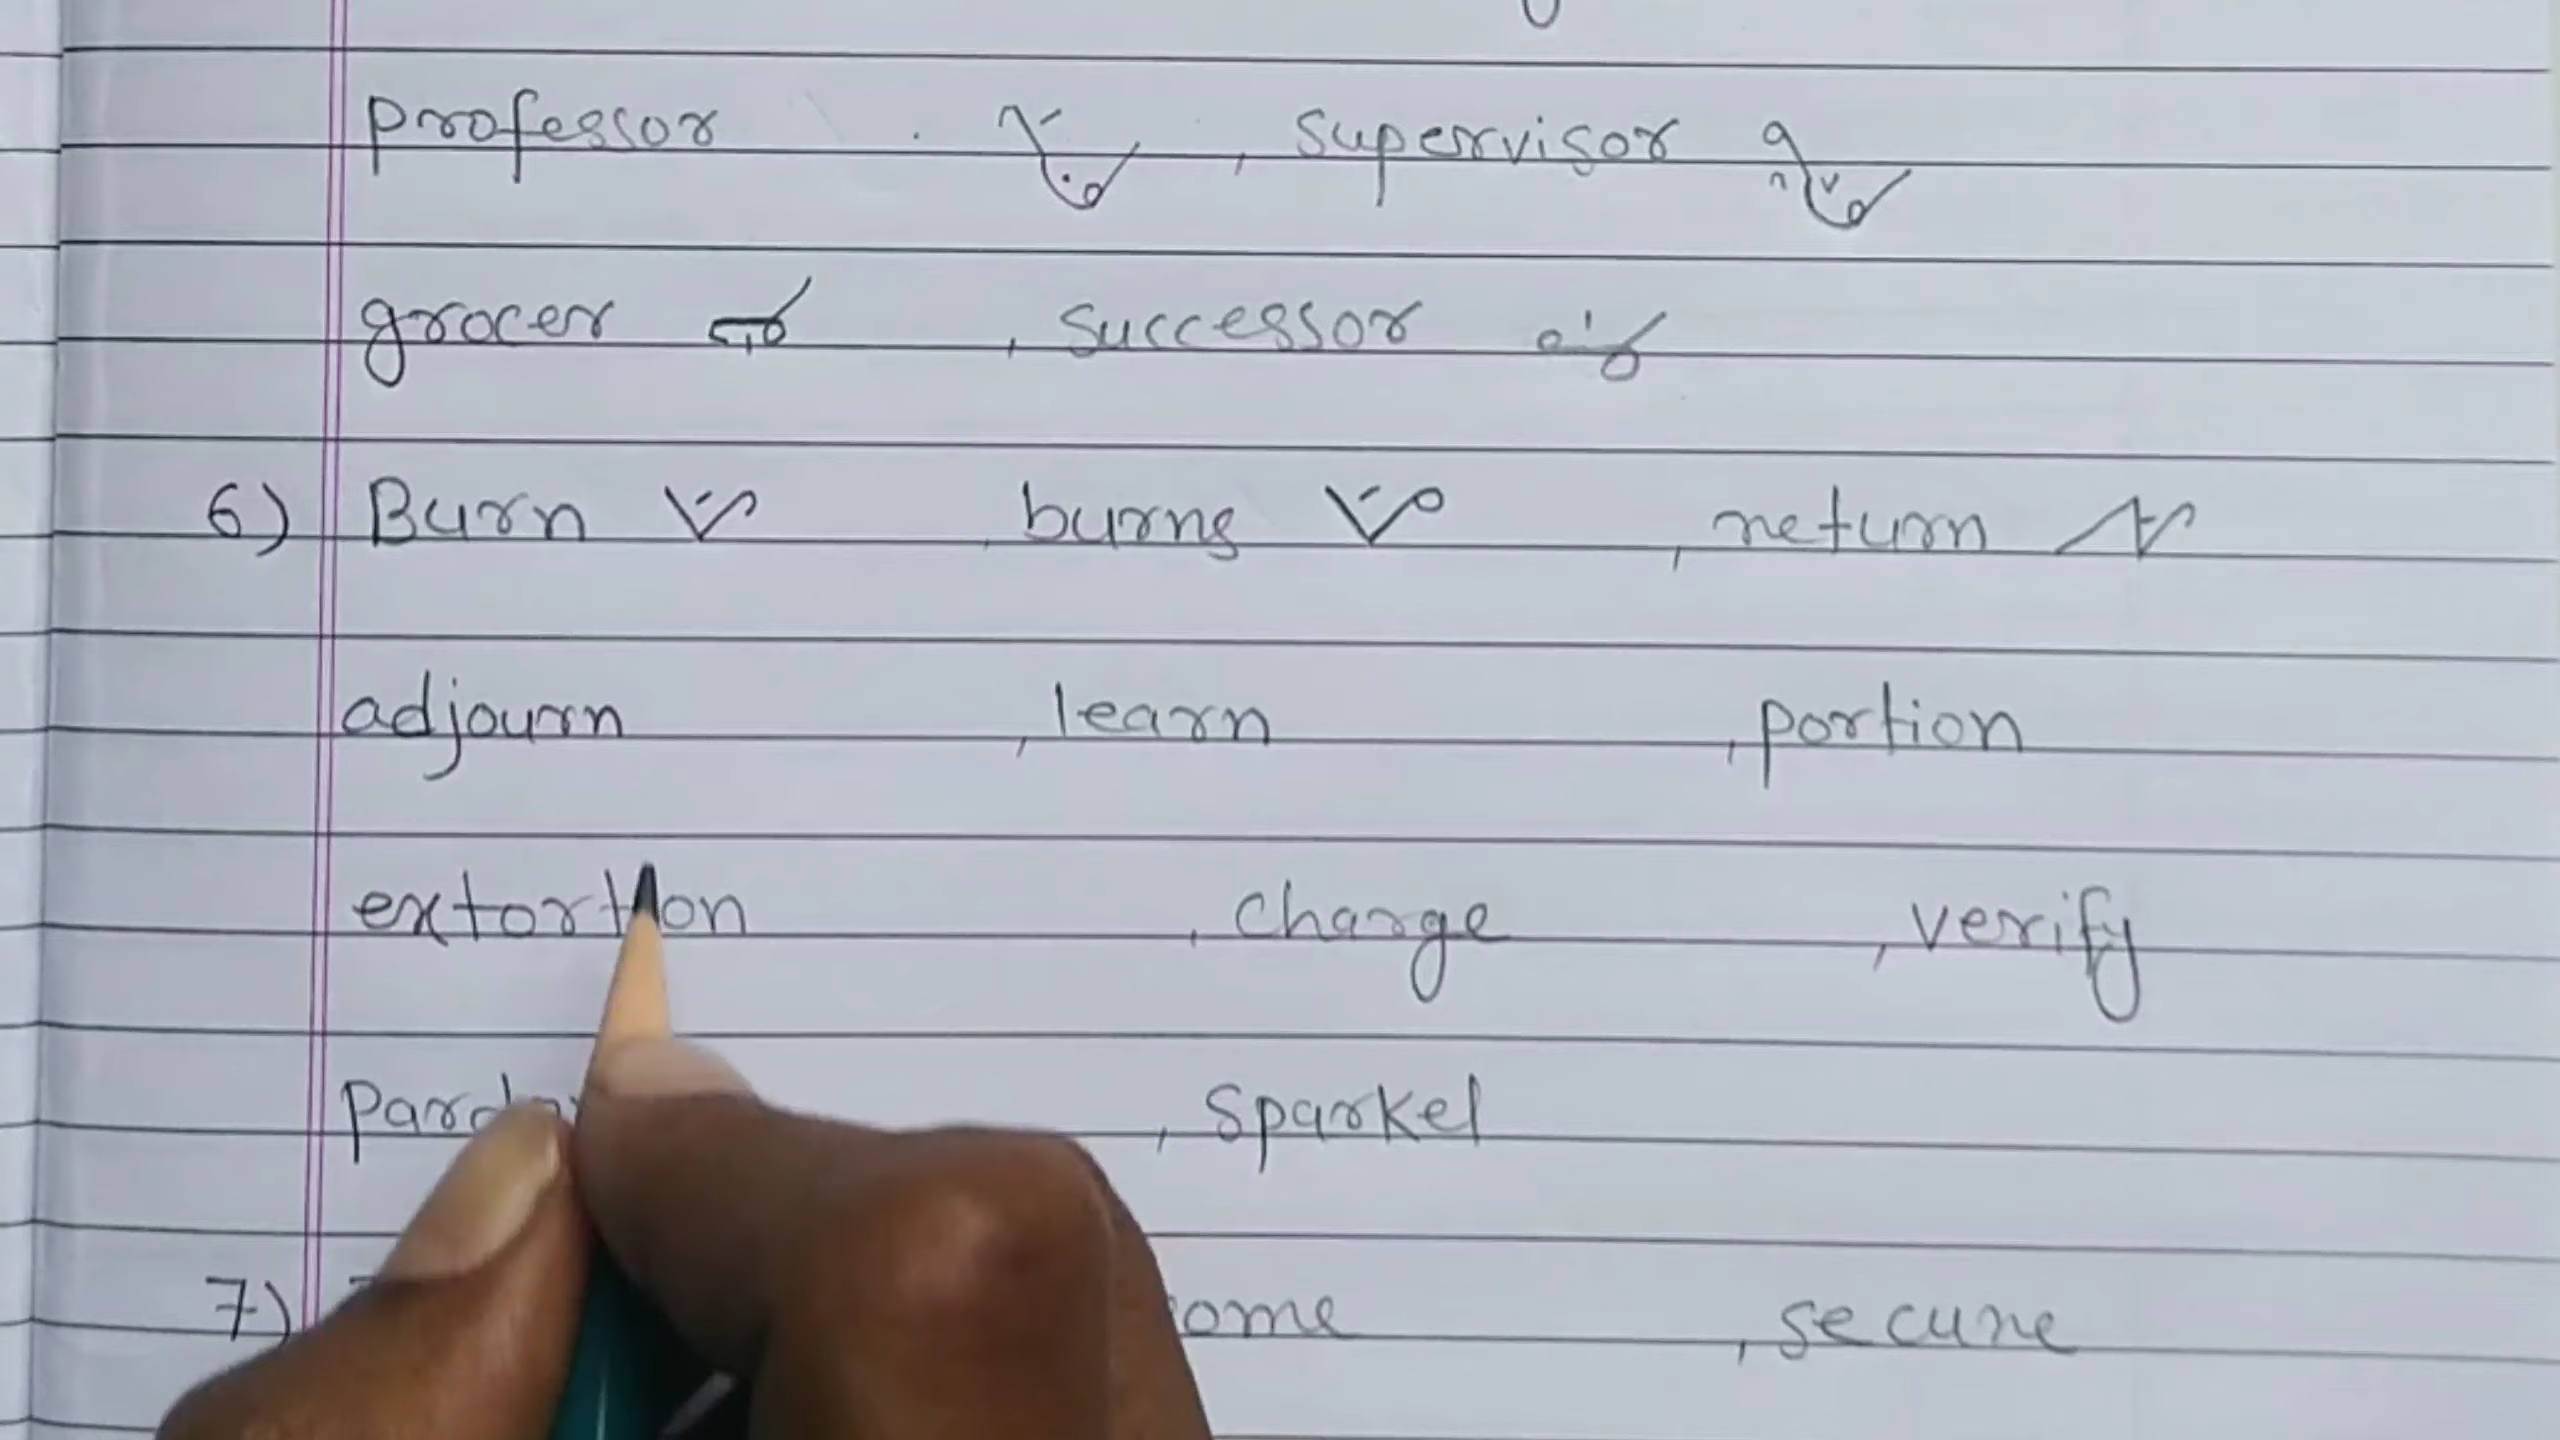 professor , supervisor
grocer , successor
6) Burn , burns , return
adjourn , learn , portion
extortion , charge , verify
, sparkel
7) , secure